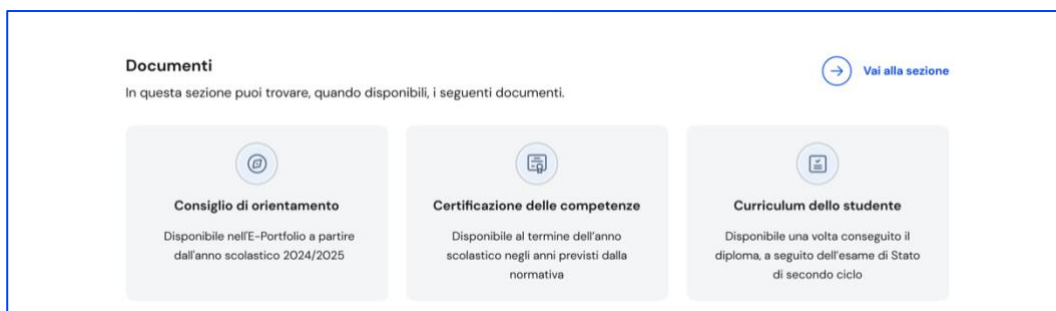 Documenti
Vai alla sezione
In questa sezione puoi trovare, quando disponibili, i seguenti documenti.
Consiglio di orientamento
Disponibile nell'E-Portfolio a partire
dall'anno scolastico 2024/2025
Certificazione delle competenze
Disponibile al termine dell'anno
scolastico negli anni previsti dalla
normativa
Curriculum dello studente
Disponibile una volta conseguito il
diploma, a seguito dell'esame di Stato
di secondo ciclo